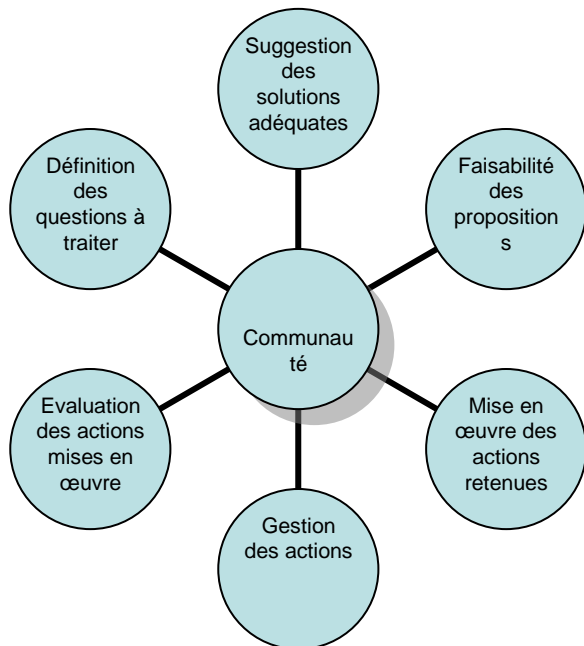 Suggestion
des
solutions
adéquates
Définition
des
questions à
traiter
Faisabilité
des
proposition
s
Communau
té
Evaluation
des actions
mises en
œuvre
Mise en
œuvre des
actions
retenues
Gestion
des actions